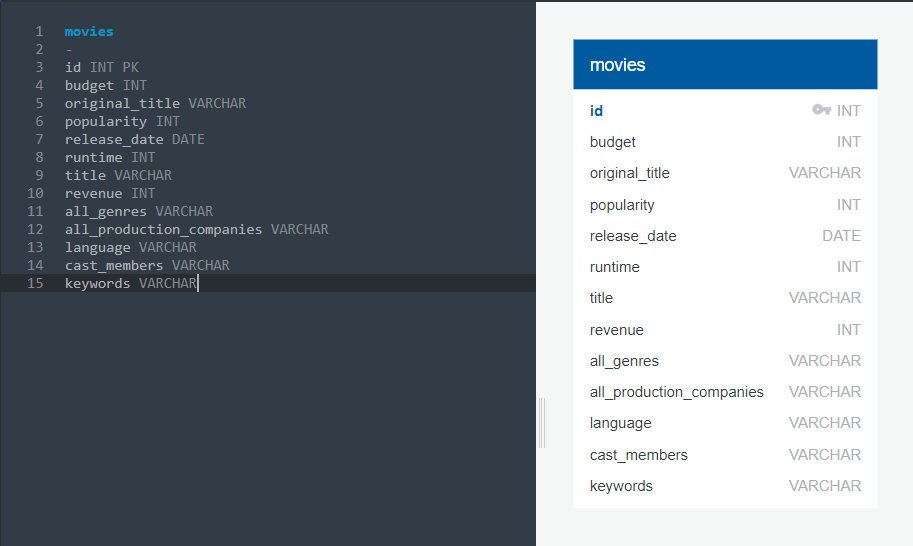 1 movies
2 -
3 id INT PK
4 budget INT
5 original_title VARCHAR
6 popularity INT
7 release_date DATE
8 runtime INT
9 title VARCHAR
10 revenue INT
11 all_genres VARCHAR
12 all_production_companies VARCHAR
13 language VARCHAR
14 cast_members VARCHAR
15 keywords VARCHAR
movies
id INT
budget INT
original_title VARCHAR
popularity INT
release_date DATE
runtime INT
title VARCHAR
revenue INT
all_genres VARCHAR
all_production_companies VARCHAR
language VARCHAR
cast_members VARCHAR
keywords VARCHAR